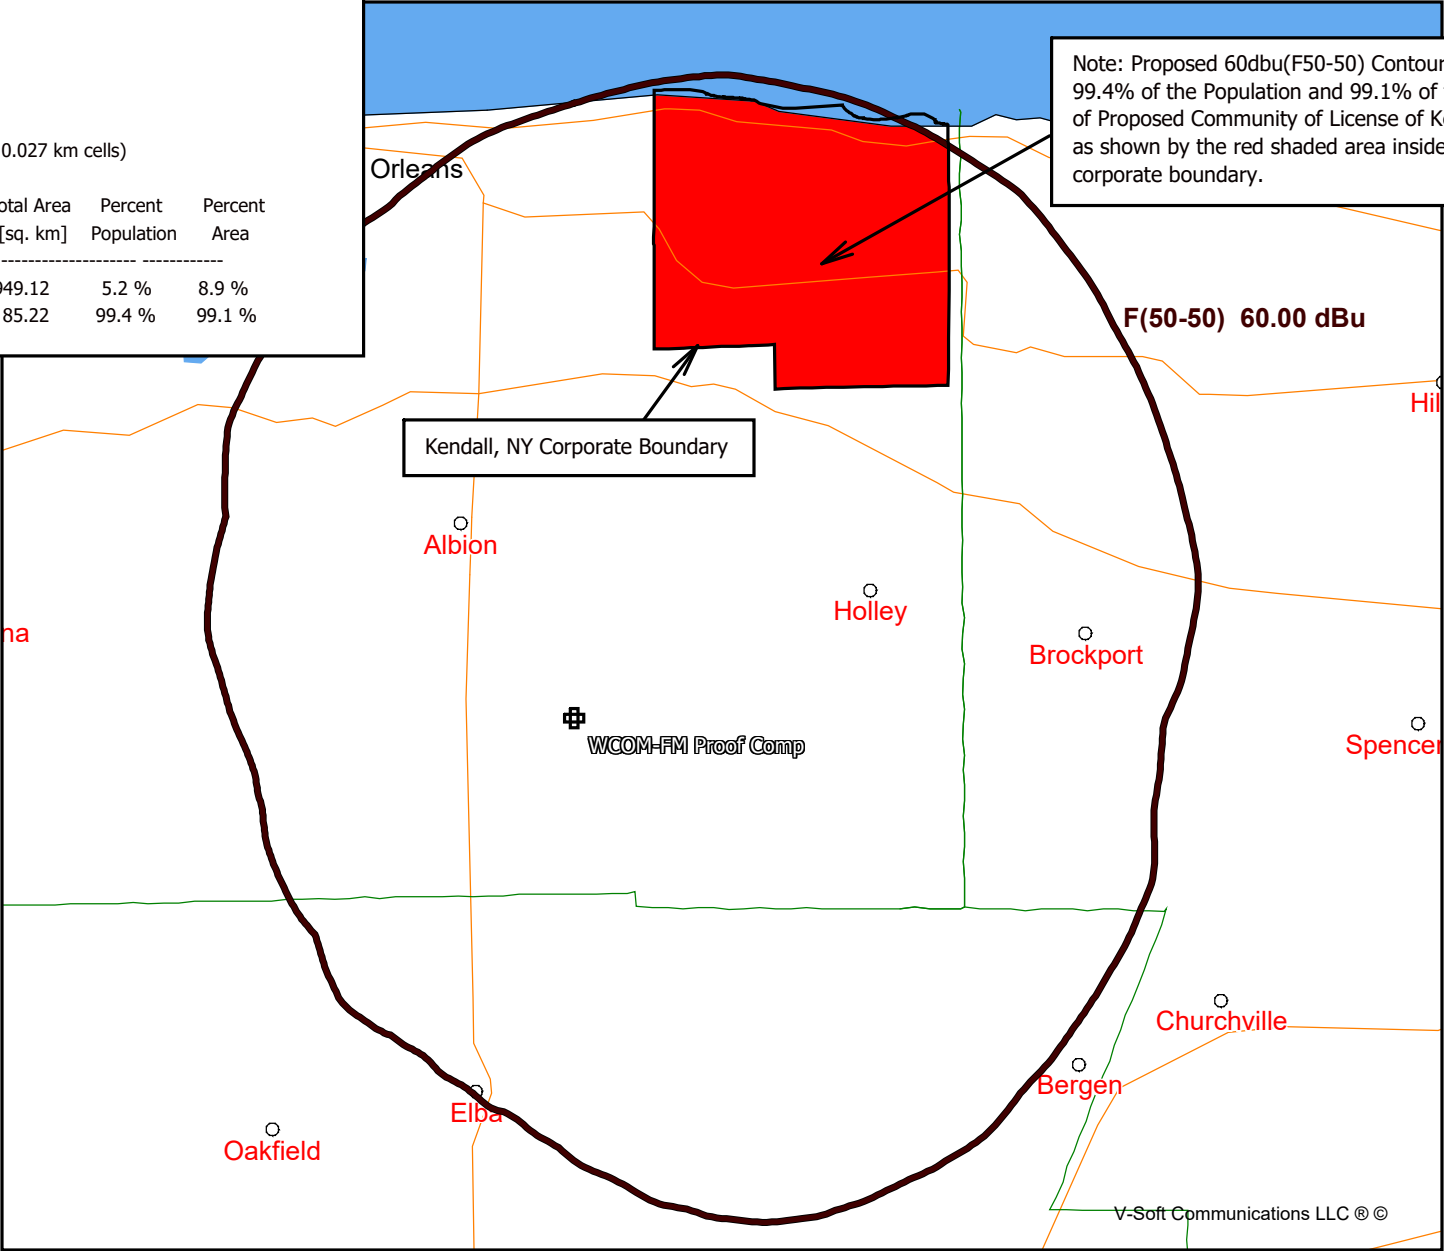 0.027 km cells)
otal Area Percent Percent
[sq. km] Population Area
--------------------- ------------
949.12 5.2 % 8.9 %
85.22 99.4 % 99.1 %
Note: Proposed 60dbu(F50-50) Contour
99.4% of the Population and 99.1% of
of Proposed Community of License of
as shown by the red shaded area inside
corporate boundary.
Orleans
F(50-50) 60.00 dBu
Hil
Kendall, NY Corporate Boundary
Albion
Holley
na
Brockport
WCOM-FM Proof Comp
Spencer
Churchville
Bergen
Elba
Oakfield
V-Soft Communications LLC ® ©